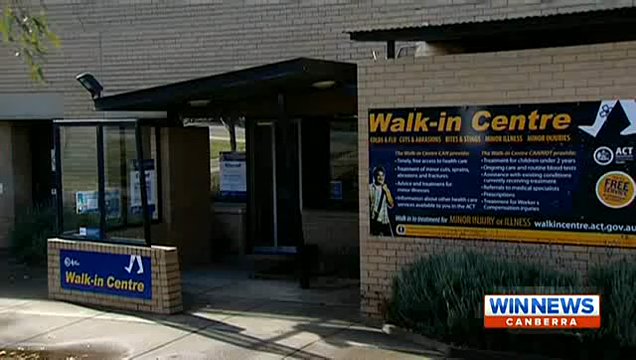 Walk-in Centre
COLDS & FLU CUTS & ABRASIONS BITES & STINGS MINOR ILLNESS MINOR INJURIES
The Walk-in Centre CAN provide:
• Timely, free access to health care
• Treatment of minor cuts, sprains,
abrasions and fractures
• Advice and treatment for
minor illness
• Information about other health care
services available to you in the ACT
The Walk-in Centre CANNOT provide:
• Treatment for children under 2 years
• Ongoing care and routine blood tests
• Assistance with existing conditions
currently receiving treatment
• Referrals to medical specialists
• Prescriptions
• Treatment for Worker's
Compensation injuries
ACT
FREE
Walk in to treatment for MINOR INJURY or ILLNESS walkincentre.act.gov.au
Walk-in Centre
WIN NEWS
CANBERRA